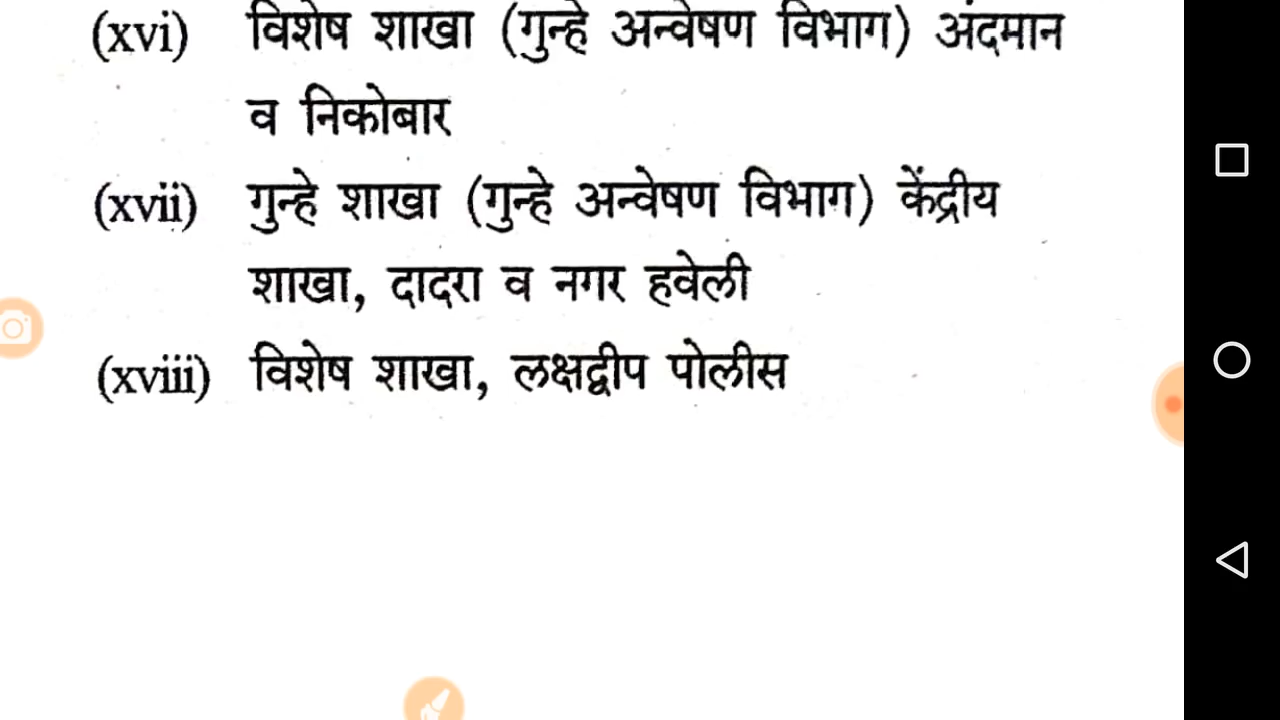 (xvi) विशेष शाखा (गुन्हे अन्वेषण विभाग) अंदमान
व निकोबार
(xvii) गुन्हे शाखा (गुन्हे अन्वेषण विभाग) केंद्रीय
शाखा, दादरा व नगर हवेली
(xviii) विशेष शाखा, लक्षद्वीप पोलीस